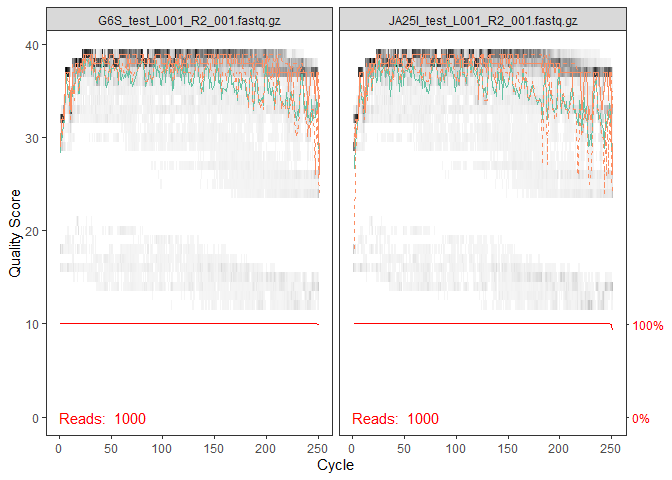 G6S_test_L001_R2_001.fastq.gz
JA25I_test_L001_R2_001.fastq.gz
40
30
20
10
0
Quality Score
100%
0%
Reads: 1000
Reads: 1000
0 50 100 150 200 250
0 50 100 150 200 250
Cycle